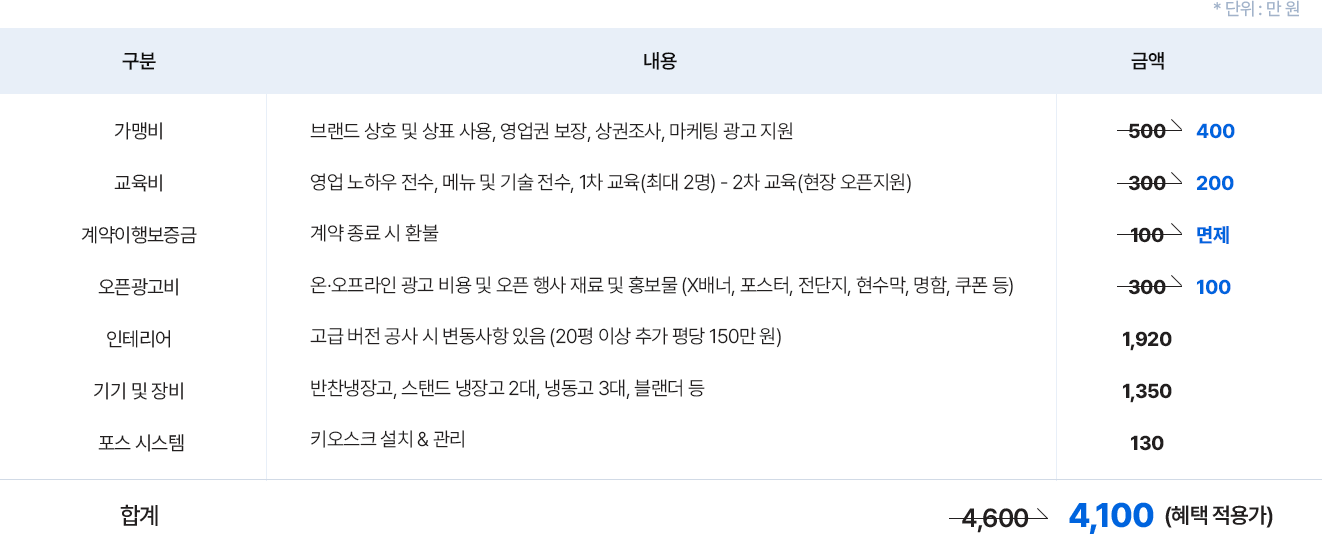 * 단위 : 만 원
구분 내용 금액
가맹비 브랜드 상호 및 상표 사용, 영업권 보장, 상권조사, 마케팅 광고 지원 500 400
교육비 영업 노하우 전수, 메뉴 및 기술 전수, 1차 교육(최대 2명) - 2차 교육(현장 오픈지원) 300 200
계약이행보증금 계약 종료 시 환불 100 면제
오픈광고비 온·오프라인 광고 비용 및 오픈 행사 재료 및 홍보물 (X배너, 포스터, 전단지, 현수막, 명함, 쿠폰 등) 300 100
인테리어 고급 버전 공사 시 변동사항 있음 (20평 이상 추가 평당 150만 원) 1,920
기기 및 장비 반찬냉장고, 스탠드 냉장고 2대, 냉동고 3대, 블랜더 등 1,350
포스 시스템 키오스크 설치 & 관리 130
합계 4,600 4,100 (혜택 적용가)